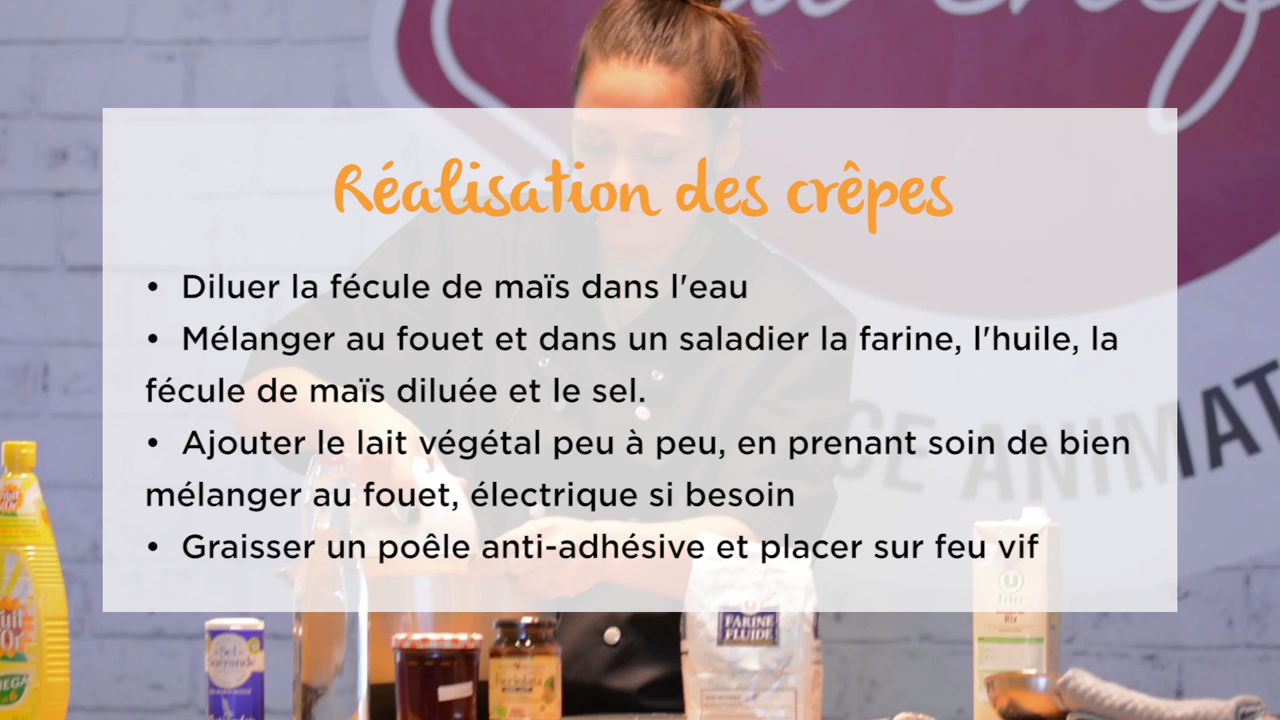 Réalisation des crêpes
• Diluer la fécule de maïs dans l'eau
• Mélanger au fouet et dans un saladier la farine, l'huile, la
fécule de maïs diluée et le sel.
• Ajouter le lait végétal peu à peu, en prenant soin de bien
mélanger au fouet, électrique si besoin
• Graisser un poêle anti-adhésive et placer sur feu vif
FARINE
FLUIDE
U
bio